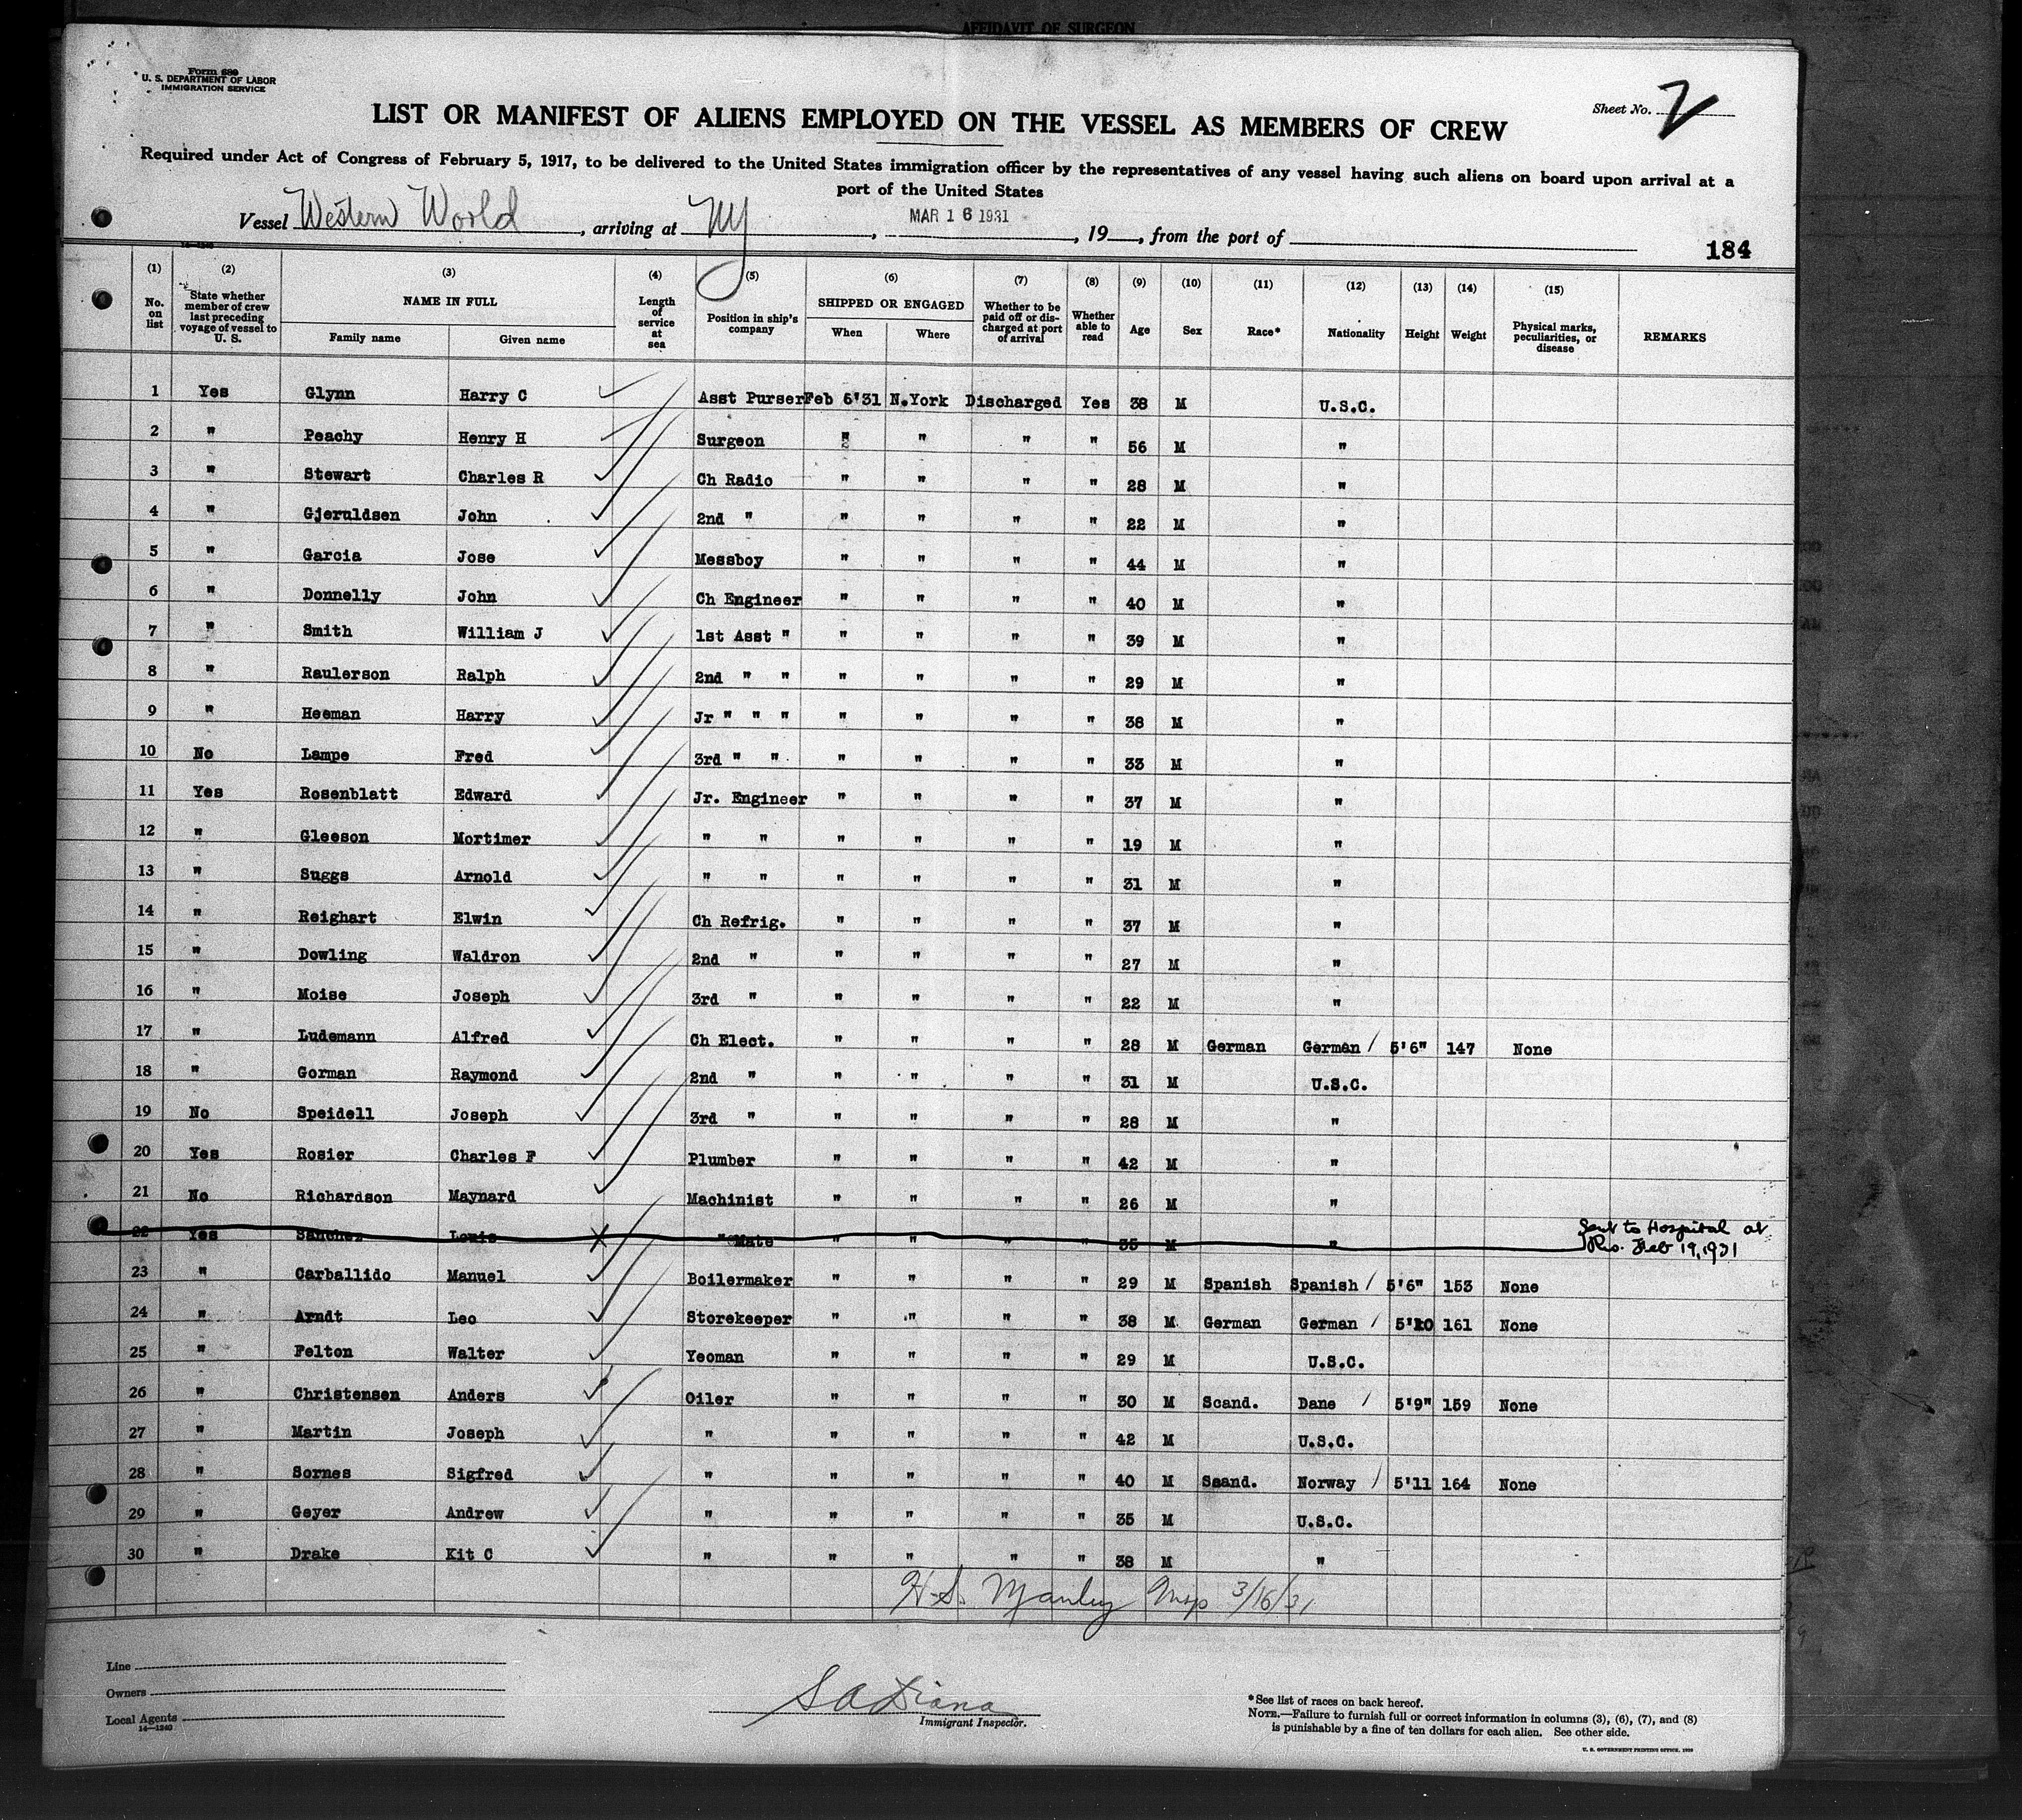 AFFIDAVIT OF SURGEON
Form 689
U. S. DEPARTMENT OF LABOR
IMMIGRATION SERVICE
Sheet No. 2
LIST OR MANIFEST OF ALIENS EMPLOYED ON THE VESSEL AS MEMBERS OF CREW
Required under Act of Congress of February 5, 1917, to be delivered to the United States immigration officer by the representatives of any vessel having such aliens on board upon arrival at a
port of the United States
Vessel Western World, arriving at NY, MAR 16 1931, 19, from the port of
184
(1) (2) (3) (4) (5) (6) (7) (8) (9) (10) (11) (12) (13) (14) (15)
No. on list State whether member of crew last preceding voyage of vessel to U. S. NAME IN FULL Family name Given name Length of service at sea Position in ship's company SHIPPED OR ENGAGED When Where Whether to be paid off or discharged at port of arrival Whether able to read Age Sex Race* Nationality Height Weight Physical marks, peculiarities, or disease REMARKS
1 Yes Glynn Harry C Asst Purser Feb 6'31 N.York Discharged Yes 38 M U.S.C.
2 " Peachy Henry H Surgeon " " " " 56 M "
3 " Stewart Charles R Ch Radio " " " " 28 M "
4 " Gjeruldsen John 2nd " " " " " 22 M "
5 " Garcia Jose Messboy " " " " 44 M "
6 " Donnelly John Ch Engineer " " " " 40 M "
7 " Smith William J 1st Asst " " " " " 39 M "
8 " Raulerson Ralph 2nd " " " " " " 29 M "
9 " Heeman Harry Jr " " " " " " " 38 M "
10 No Lampe Fred 3rd " " " " " " 33 M "
11 Yes Rosenblatt Edward Jr. Engineer " " " " 37 M "
12 " Gleeson Mortimer " " " " " " 19 M "
13 " Suggs Arnold " " " " " " 31 M "
14 " Reighart Elwin Ch Refrig. " " " " 37 M "
15 " Dowling Waldron 2nd " " " " " 27 M "
16 " Moise Joseph 3rd " " " " " 22 M "
17 " Ludemann Alfred Ch Elect. " " " " 28 M German German / 5'6" 147 None
18 " Gorman Raymond 2nd " " " " " 31 M U.S.C.
19 No Speidell Joseph 3rd " " " " " 28 M "
20 Yes Rosier Charles F Plumber " " " " 42 M "
21 No Richardson Maynard Machinist " " " " 26 M "
22 Yes Sanchez Louis " Mate " " " " 35 M " Sent to Hospital at
Rio. Feb 19, 1931
23 " Carballido Manuel Boilermaker " " " " 29 M Spanish Spanish / 5'6" 153 None
24 " Arndt Leo Storekeeper " " " " 38 M German German / 5'10 161 None
25 " Felton Walter Yeoman " " " " 29 M U.S.C.
26 " Christensen Anders Oiler " " " " 30 M Scand. Dane / 5'9" 159 None
27 " Martin Joseph " " " " " 42 M U.S.C.
28 " Sornes Sigfred " " " " " 40 M Scand. Norway / 5'11 164 None
29 " Geyer Andrew " " " " " 35 M U.S.C.
30 " Drake Kit C " " " " " 38 M "
H. S. Manley Insp 3/16/31
Line
Owners
Local Agents
14—1240
SADiana
Immigrant Inspector.
*See list of races on back hereof.
NOTE.—Failure to furnish full or correct information in columns (3), (6), (7), and (8)
is punishable by a fine of ten dollars for each alien. See other side.
U. S. GOVERNMENT PRINTING OFFICE